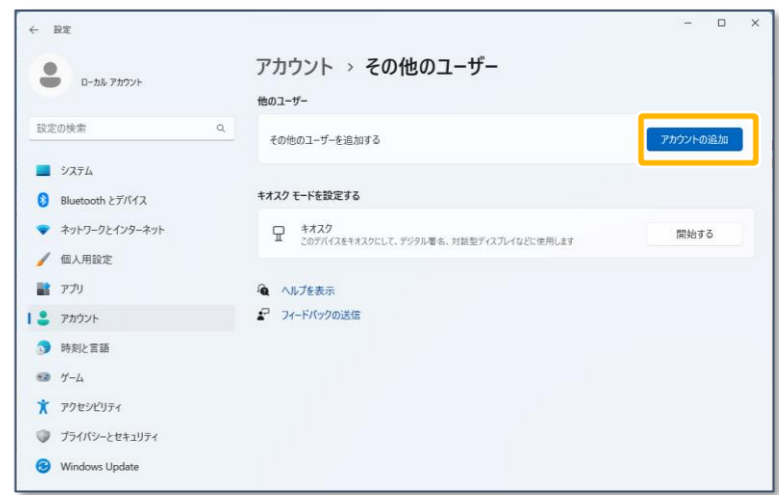 設定
ローカル アカウント
設定の検索
システム
Bluetooth とデバイス
ネットワークとインターネット
個人用設定
アプリ
アカウント
時刻と言語
ゲーム
アクセシビリティ
プライバシーとセキュリティ
Windows Update
アカウント › その他のユーザー
他のユーザー
その他のユーザーを追加する
アカウントの追加
キオスク モードを設定する
キオスク
このデバイスをキオスクにして、デジタル署名、対話型ディスプレイなどに使用します
開始する
ヘルプを表示
フィードバックの送信